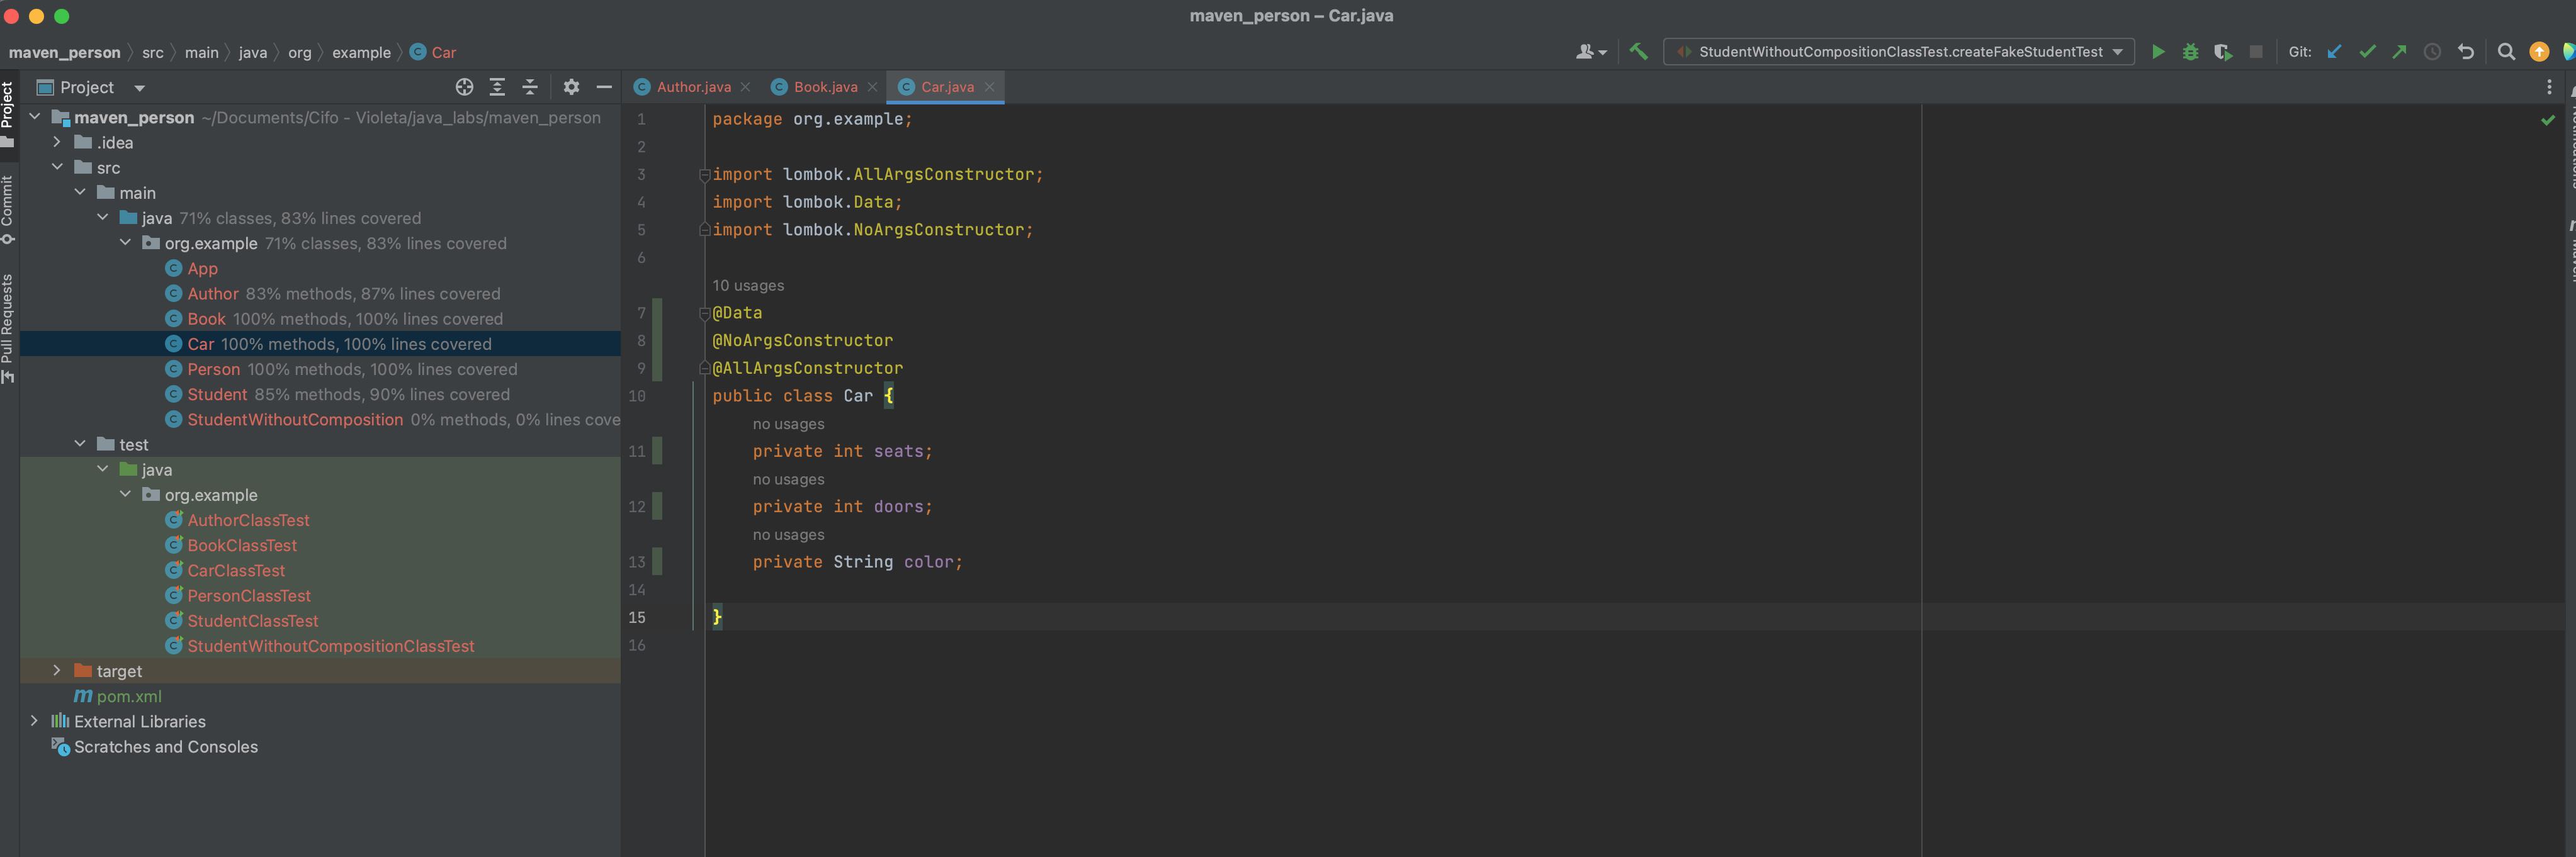 maven_person – Car.java
maven_person src main java org example Car
StudentWithoutCompositionClassTest.createFakeStudentTest Git:
Project
Author.java Book.java Car.java
Project
Commit
Pull Requests
maven_person ~/Documents/Cifo - Violeta/java_labs/maven_person
.idea
src
main
java 71% classes, 83% lines covered
org.example 71% classes, 83% lines covered
App
Author 83% methods, 87% lines covered
Book 100% methods, 100% lines covered
Car 100% methods, 100% lines covered
Person 100% methods, 100% lines covered
Student 85% methods, 90% lines covered
StudentWithoutComposition 0% methods, 0% lines cove
test
java
org.example
AuthorClassTest
BookClassTest
CarClassTest
PersonClassTest
StudentClassTest
StudentWithoutCompositionClassTest
target
pom.xml
External Libraries
Scratches and Consoles
1 package org.example;
2
3 import lombok.AllArgsConstructor;
4 import lombok.Data;
5 import lombok.NoArgsConstructor;
6
10 usages
7 @Data
8 @NoArgsConstructor
9 @AllArgsConstructor
10 public class Car {
no usages
11 private int seats;
no usages
12 private int doors;
no usages
13 private String color;
14
15 }
16